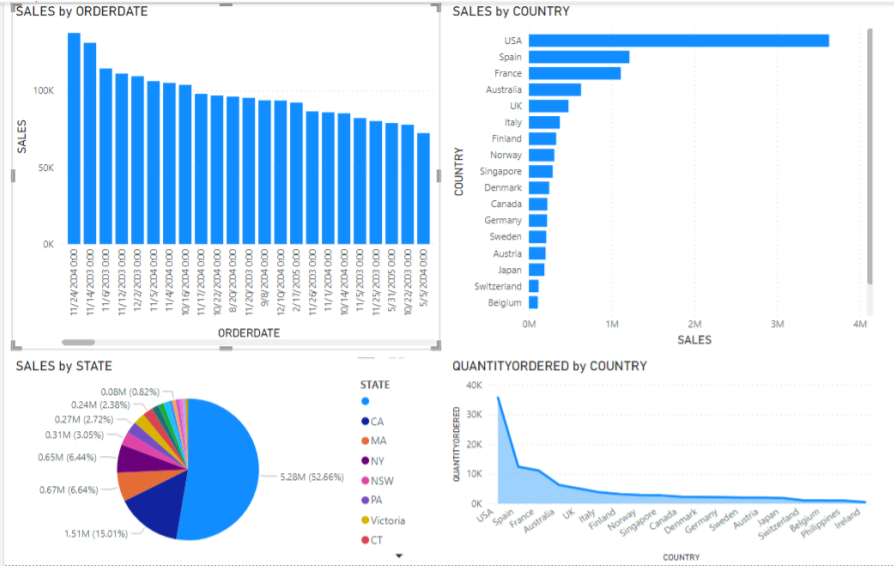 SALES by ORDERDATE
100K
50K
0K
SALES
11/24/2004 0:00
11/14/2003 0:00
11/6/2003 0:00
11/12/2003 0:00
12/2/2003 0:00
11/5/2004 0:00
11/4/2004 0:00
10/16/2004 0:00
11/17/2004 0:00
10/22/2004 0:00
8/20/2004 0:00
11/20/2003 0:00
9/8/2004 0:00
12/10/2004 0:00
2/17/2005 0:00
11/26/2003 0:00
11/1/2004 0:00
10/14/2004 0:00
11/5/2003 0:00
11/25/2003 0:00
5/31/2005 0:00
10/22/2003 0:00
5/5/2004 0:00
ORDERDATE
SALES by COUNTRY
COUNTRY
USA
Spain
France
Australia
UK
Italy
Finland
Norway
Singapore
Denmark
Canada
Germany
Sweden
Austria
Japan
Switzerland
Belgium
0M 1M 2M 3M 4M
SALES
SALES by STATE
0.08M (0.82%)
0.24M (2.38%)
0.27M (2.72%)
0.31M (3.05%)
0.65M (6.44%)
0.67M (6.64%)
1.51M (15.01%)
5.28M (52.66%)
STATE
CA
MA
NY
NSW
PA
Victoria
CT
QUANTITYORDERED by COUNTRY
QUANTITYORDERED
40K
30K
20K
10K
0K
USA
Spain
France
Australia
UK
Italy
Finland
Norway
Singapore
Canada
Denmark
Germany
Sweden
Austria
Japan
Switzerland
Belgium
Philippines
Ireland
COUNTRY